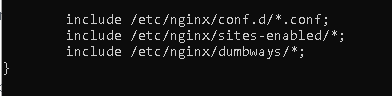 include /etc/nginx/conf.d/*.conf;
include /etc/nginx/sites-enabled/*;
include /etc/nginx/dumbways/*;
}